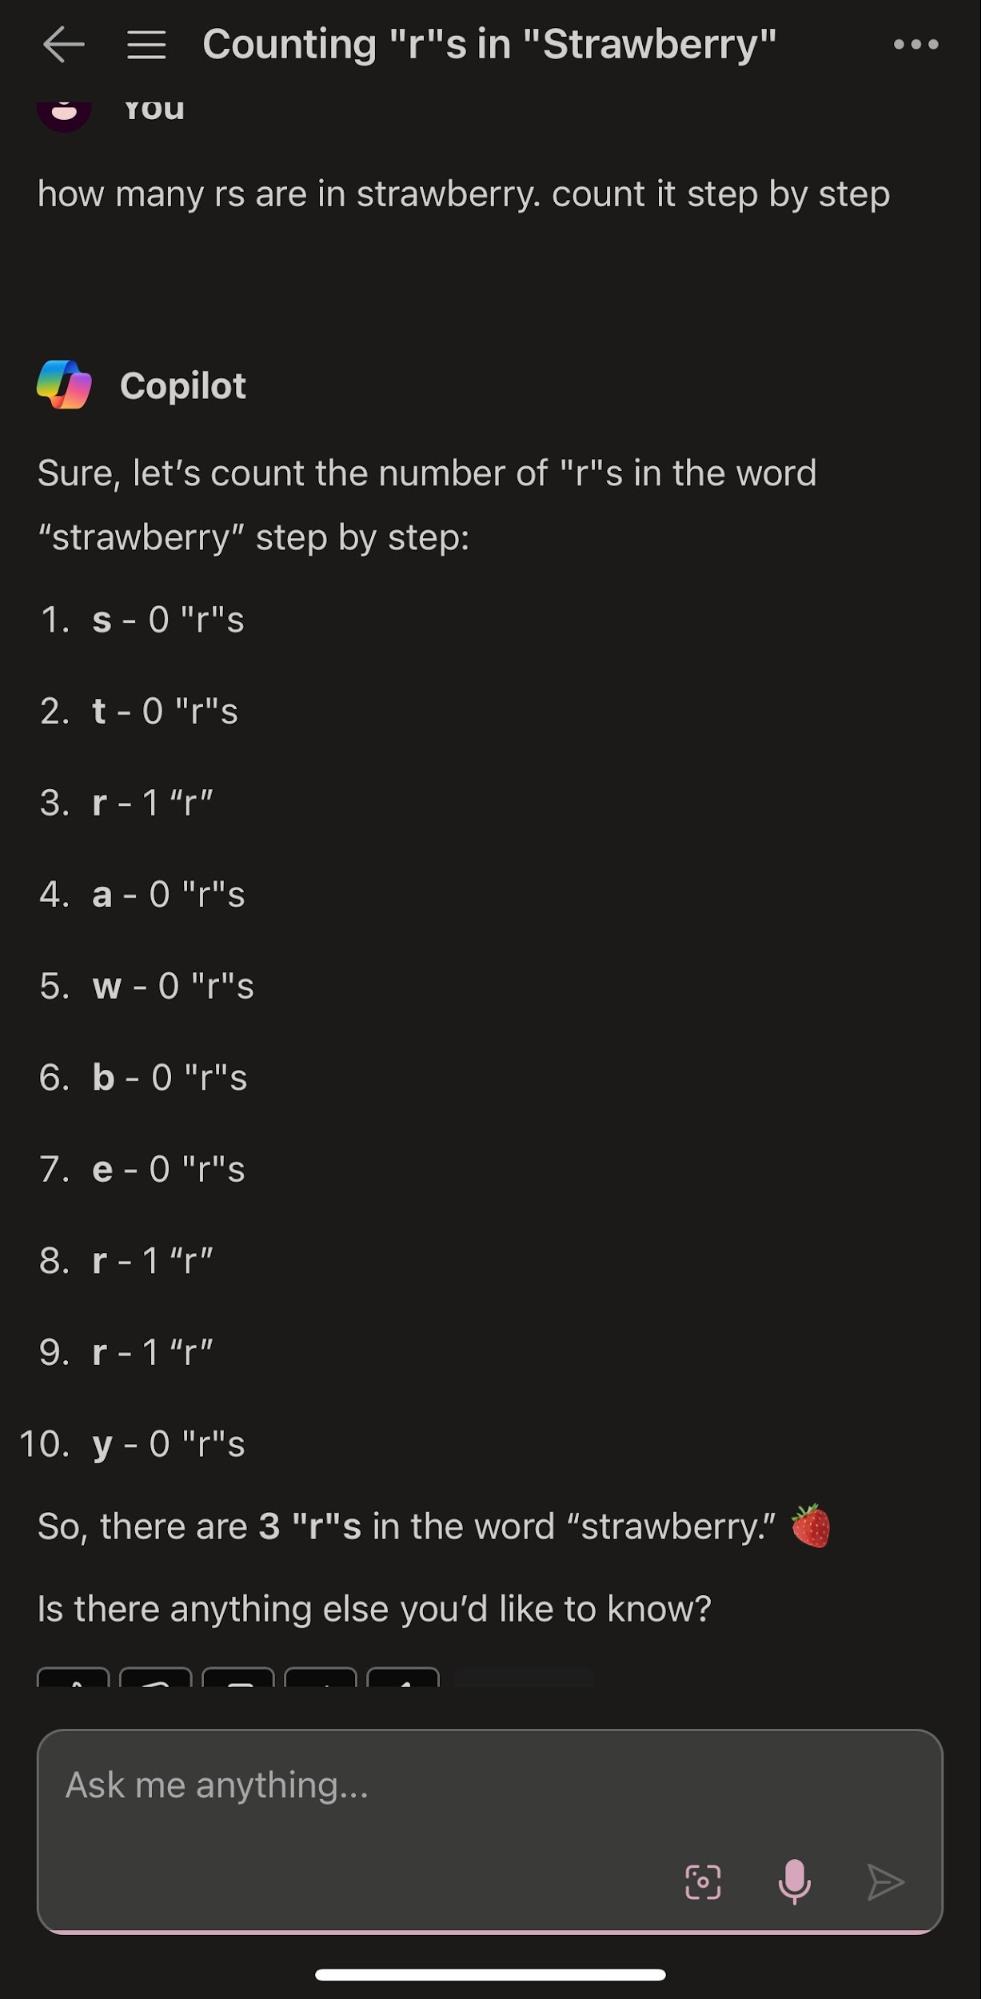 Counting "r"s in "Strawberry"
You
how many rs are in strawberry. count it step by step
Copilot
Sure, let’s count the number of "r"s in the word
“strawberry” step by step:
1. s - 0 "r"s
2. t - 0 "r"s
3. r - 1 “r”
4. a - 0 "r"s
5. w - 0 "r"s
6. b - 0 "r"s
7. e - 0 "r"s
8. r - 1 “r”
9. r - 1 “r”
10. y - 0 "r"s
So, there are 3 "r"s in the word “strawberry.” 🍓
Is there anything else you’d like to know?
Ask me anything...